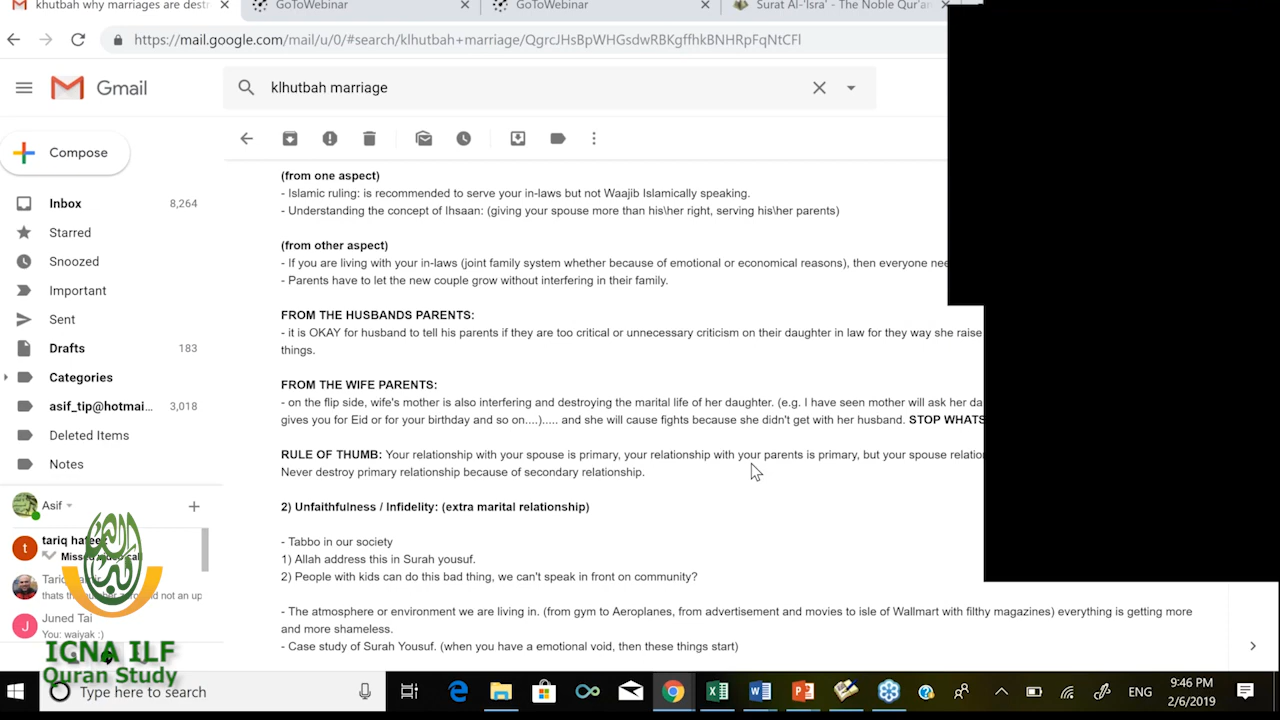 klhutbah why marriages are destr
GoToWebinar
GoToWebinar
Surat Al-'Isra' - The Noble Qur'an
https://mail.google.com/mail/u/0/#search/klhutbah+marriage/QgrcJHsBpWHGsdwRBKgffhkBNHRpFqNtCFl
Gmail
klhutbah marriage
Compose
Inbox 8,264
Starred
Snoozed
Important
Sent
Drafts 183
Categories
asif_tip@hotmai... 3,018
Deleted Items
Notes
Asif
tariq
Missed
thats not an up
Juned Tai
You: waiyak :)
(from one aspect)
- Islamic ruling: is recommended to serve your in-laws but not Waajib Islamically speaking.
- Understanding the concept of Ihsaan: (giving your spouse more than his\her right, serving his\her parents)
(from other aspect)
- If you are living with your in-laws (joint family system whether because of emotional or economical reasons), then everyone nee
- Parents have to let the new couple grow without interfering in their family.
FROM THE HUSBANDS PARENTS:
- it is OKAY for husband to tell his parents if they are too critical or unnecessary criticism on their daughter in law for they way she raise
things.
FROM THE WIFE PARENTS:
- on the flip side, wife's mother is also interfering and destroying the marital life of her daughter. (e.g. I have seen mother will ask her da
gives you for Eid or for your birthday and so on....)..... and she will cause fights because she didn't get with her husband. STOP WHATS
RULE OF THUMB: Your relationship with your spouse is primary, your relationship with your parents is primary, but your spouse relation
Never destroy primary relationship because of secondary relationship.
2) Unfaithfulness / Infidelity: (extra marital relationship)
- Tabbo in our society
1) Allah address this in Surah yousuf.
2) People with kids can do this bad thing, we can't speak in front on community?
- The atmosphere or environment we are living in. (from gym to Aeroplanes, from advertisement and movies to isle of Wallmart with filthy magazines) everything is getting more
and more shameless.
- Case study of Surah Yousuf. (when you have a emotional void, then these things start)
ICNA ILF
Quran Study
Type here to search
ENG
9:46 PM
2/6/2019